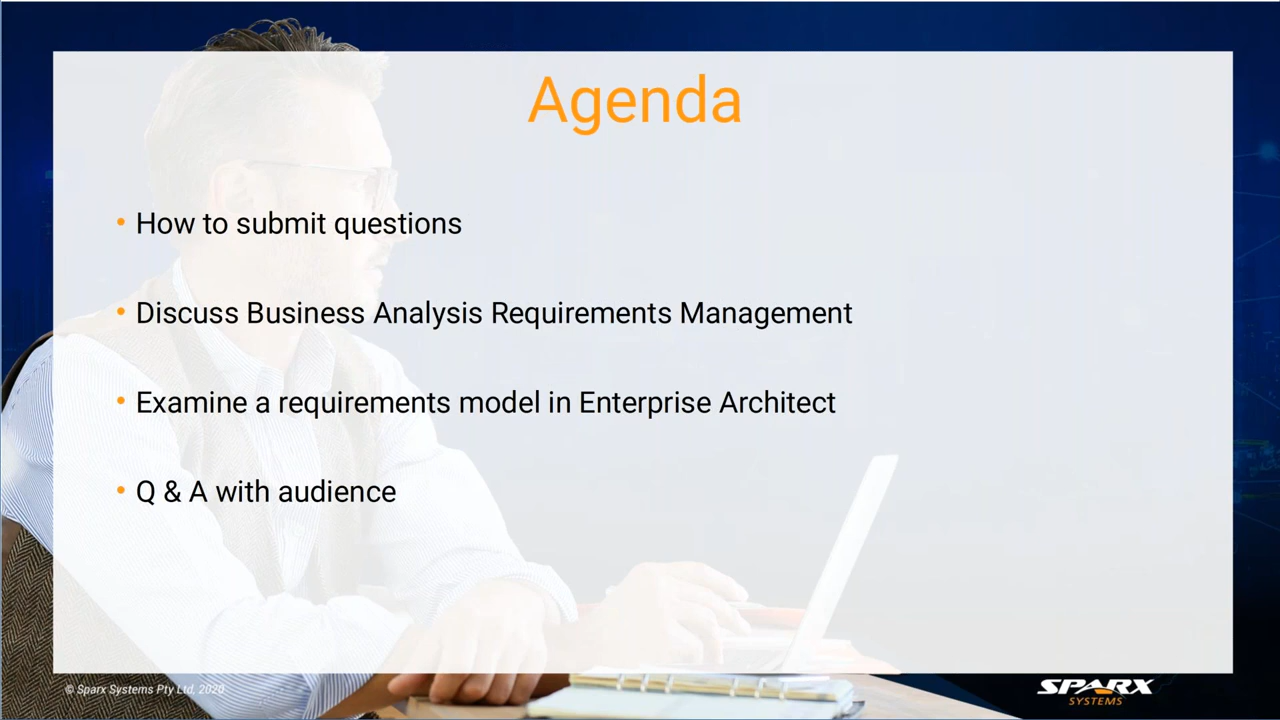 Agenda
• How to submit questions
• Discuss Business Analysis Requirements Management
• Examine a requirements model in Enterprise Architect
• Q & A with audience
© Sparx Systems Pty Ltd, 2020
SPARX
SYSTEMS